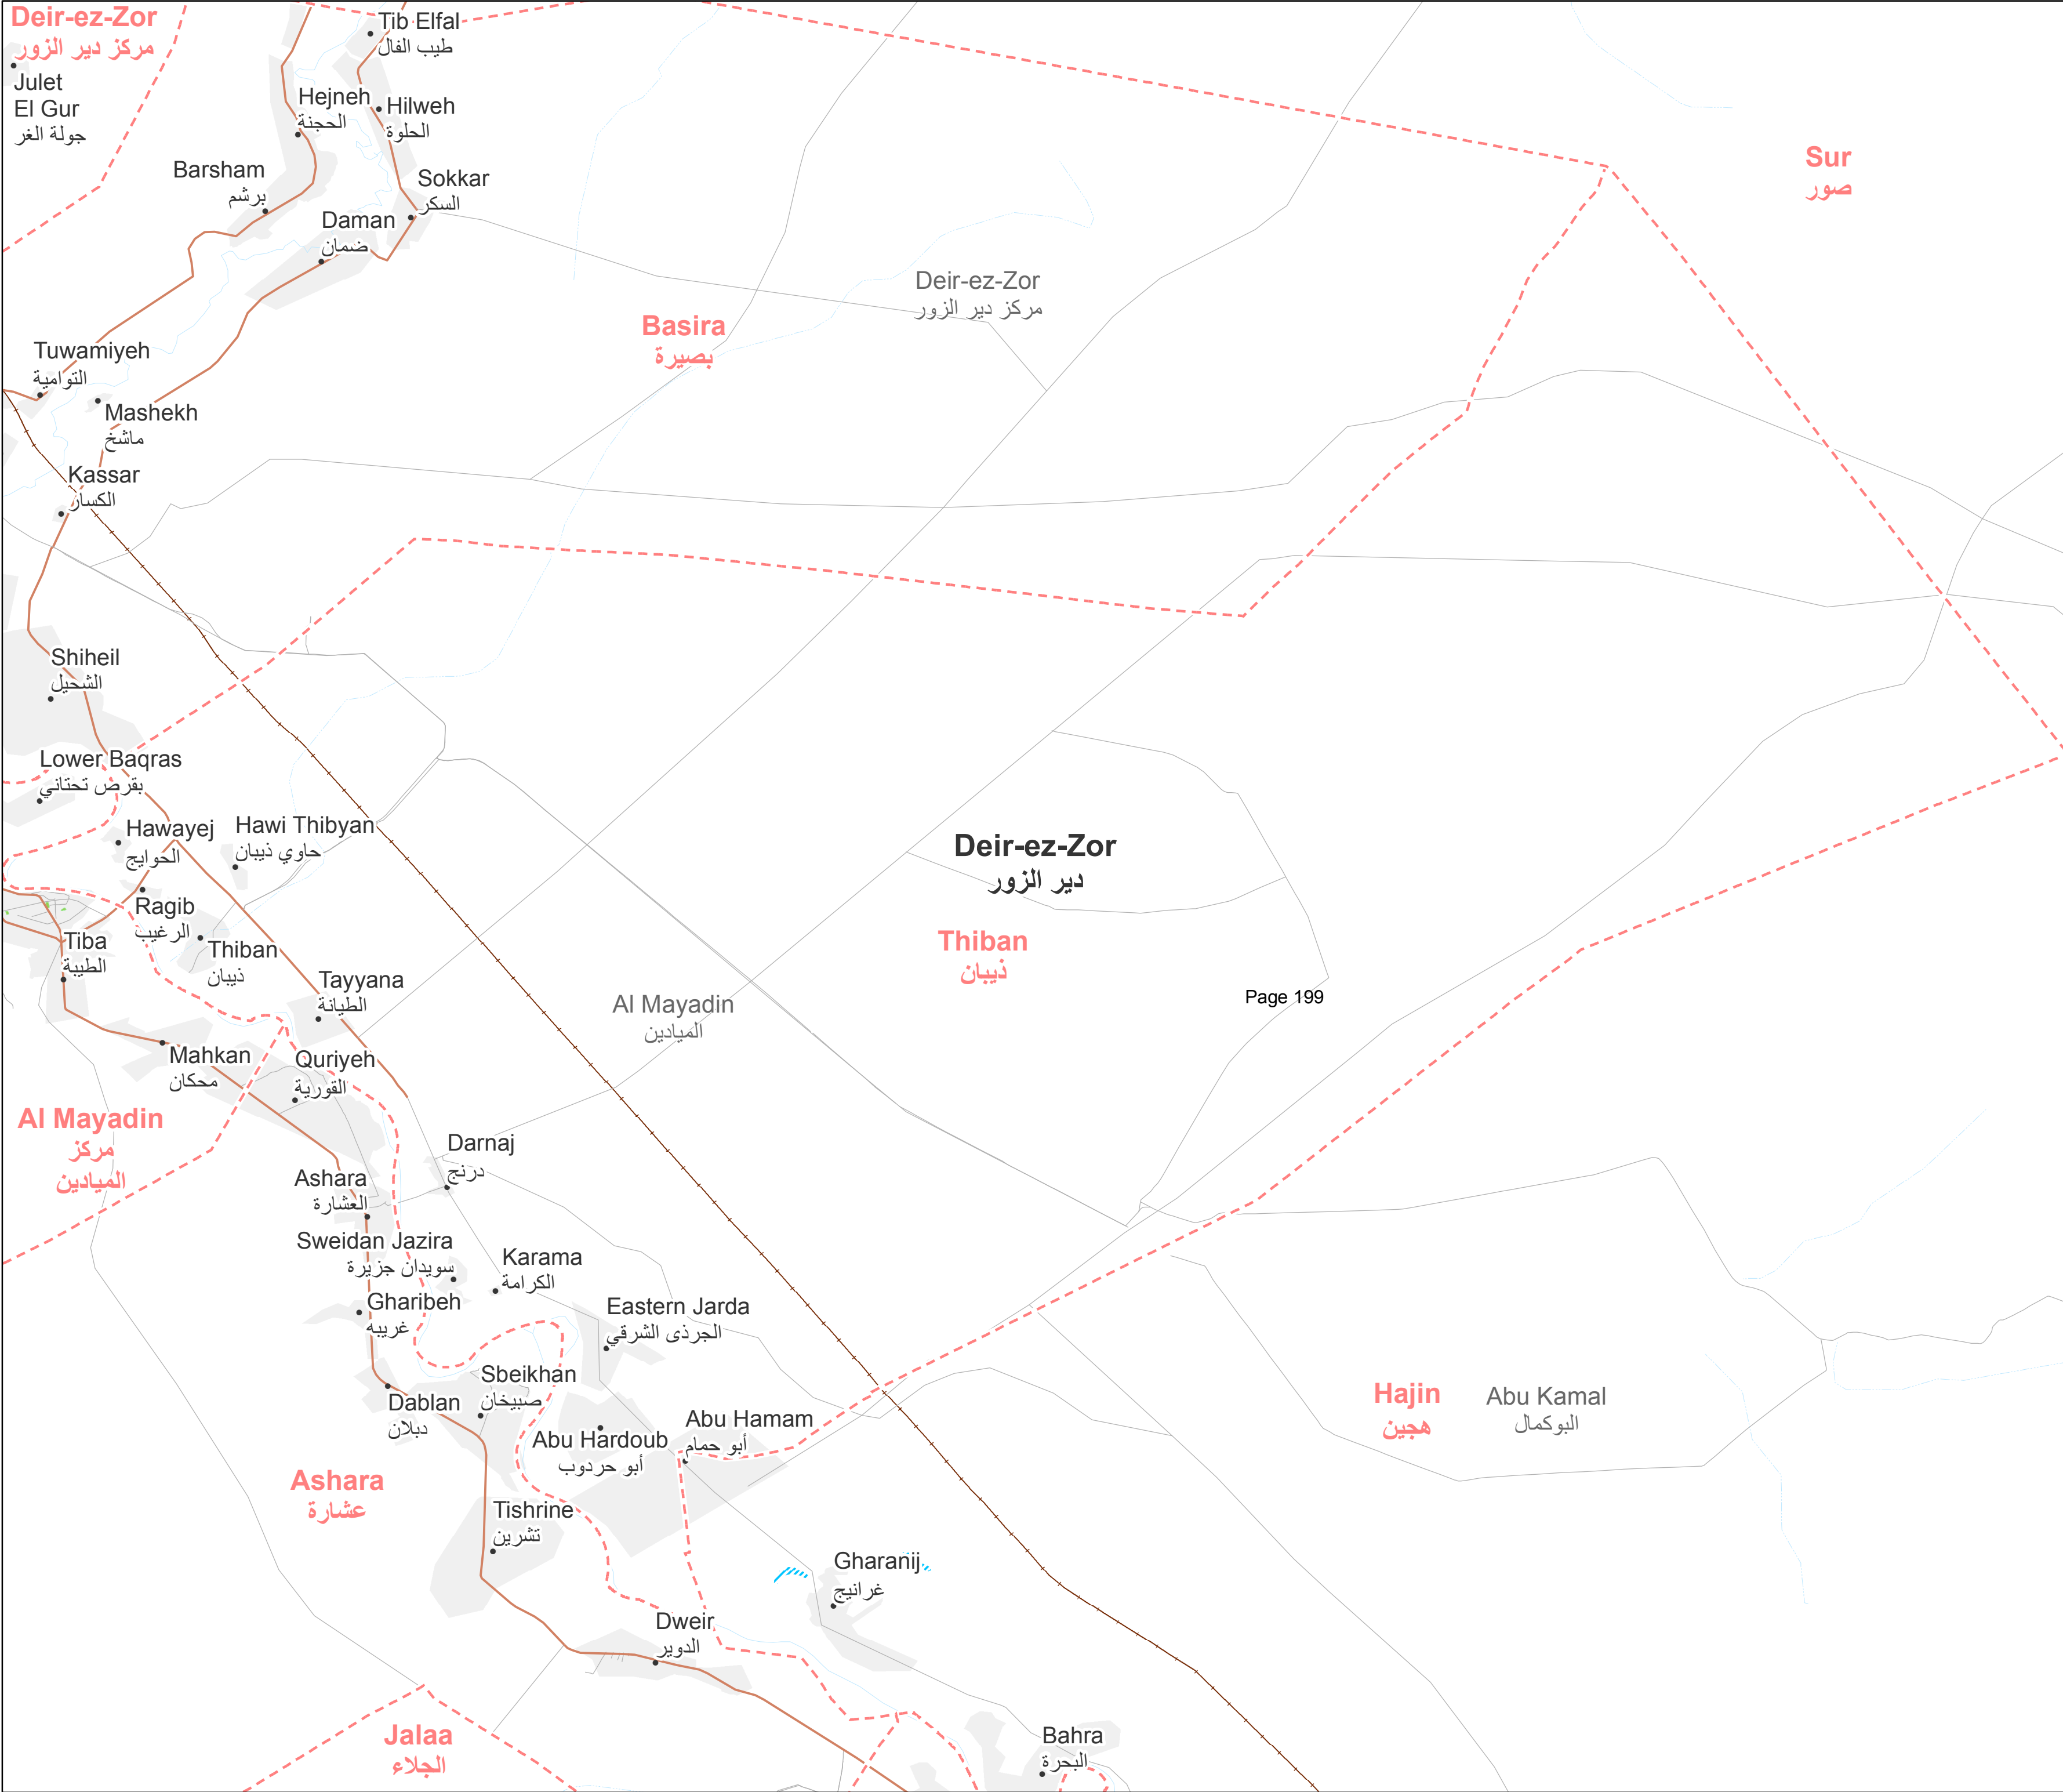 Deir-ez-Zor
مركز دير الزور
Julet
El Gur
جولة الغر
Tib Elfal
طيب الفال
Hejneh
الحجنة
Hilweh
الحلوة
Barsham
برشم
Sokkar
السكر
Daman
ضمان
Sur
صور
Deir-ez-Zor
مركز دير الزور
Basira
بصيرة
Tuwamiyeh
التوامية
Mashekh
ماشخ
Kassar
الكسار
Shiheil
الشحيل
Lower Baqras
بقرص تحتاني
Hawayej
الحوايج
Hawi Thibyan
حاوي ذيبان
Deir-ez-Zor
دير الزور
Ragib
الرغيب
Thiban
ذيبان
Tiba
الطيبة
Thiban
ذيبان
Tayyana
الطيانة
Al Mayadin
الميادين
Page 199
Mahkan
محكان
Quriyeh
القورية
Al Mayadin
مركز
الميادين
Darnaj
درنج
Ashara
العشارة
Sweidan Jazira
سويدان جزيرة
Karama
الكرامة
Gharibeh
غريبه
Eastern Jarda
الجرذى الشرقي
Sbeikhan
صبيخان
Dablan
دبلان
Abu Hardoub
أبو حردوب
Abu Hamam
أبو حمام
Hajin
هجين
Abu Kamal
البوكمال
Ashara
عشارة
Tishrine
تشرين
Gharanij
غرانيج
Dweir
الدوير
Jalaa
الجلاء
Bahra
البحرة